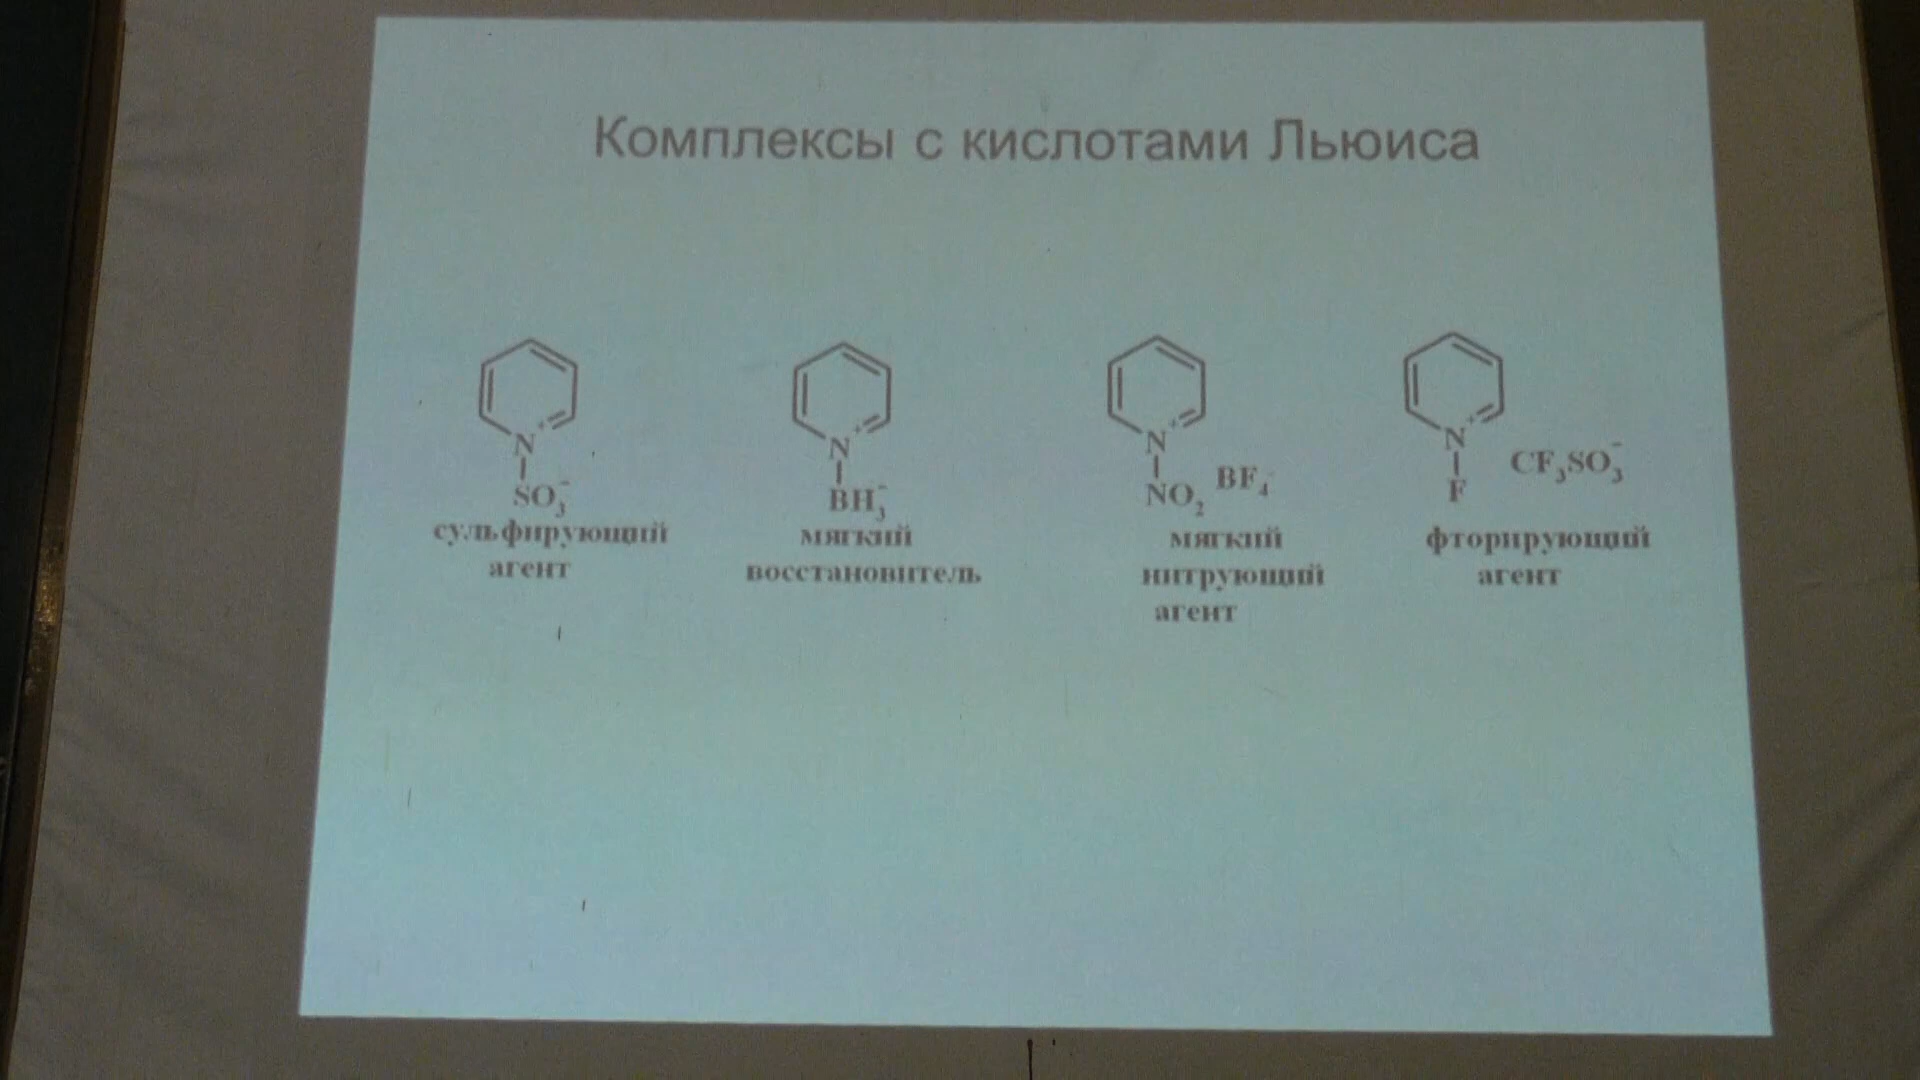 Комплексы с кислотами Льюиса
N+ N+ N+ N+
SO3- BH3- NO2 BF4- F CF3SO3-
сульфирующий мягкий мягкий фторирующий
агент восстановитель нитрующий агент
агент